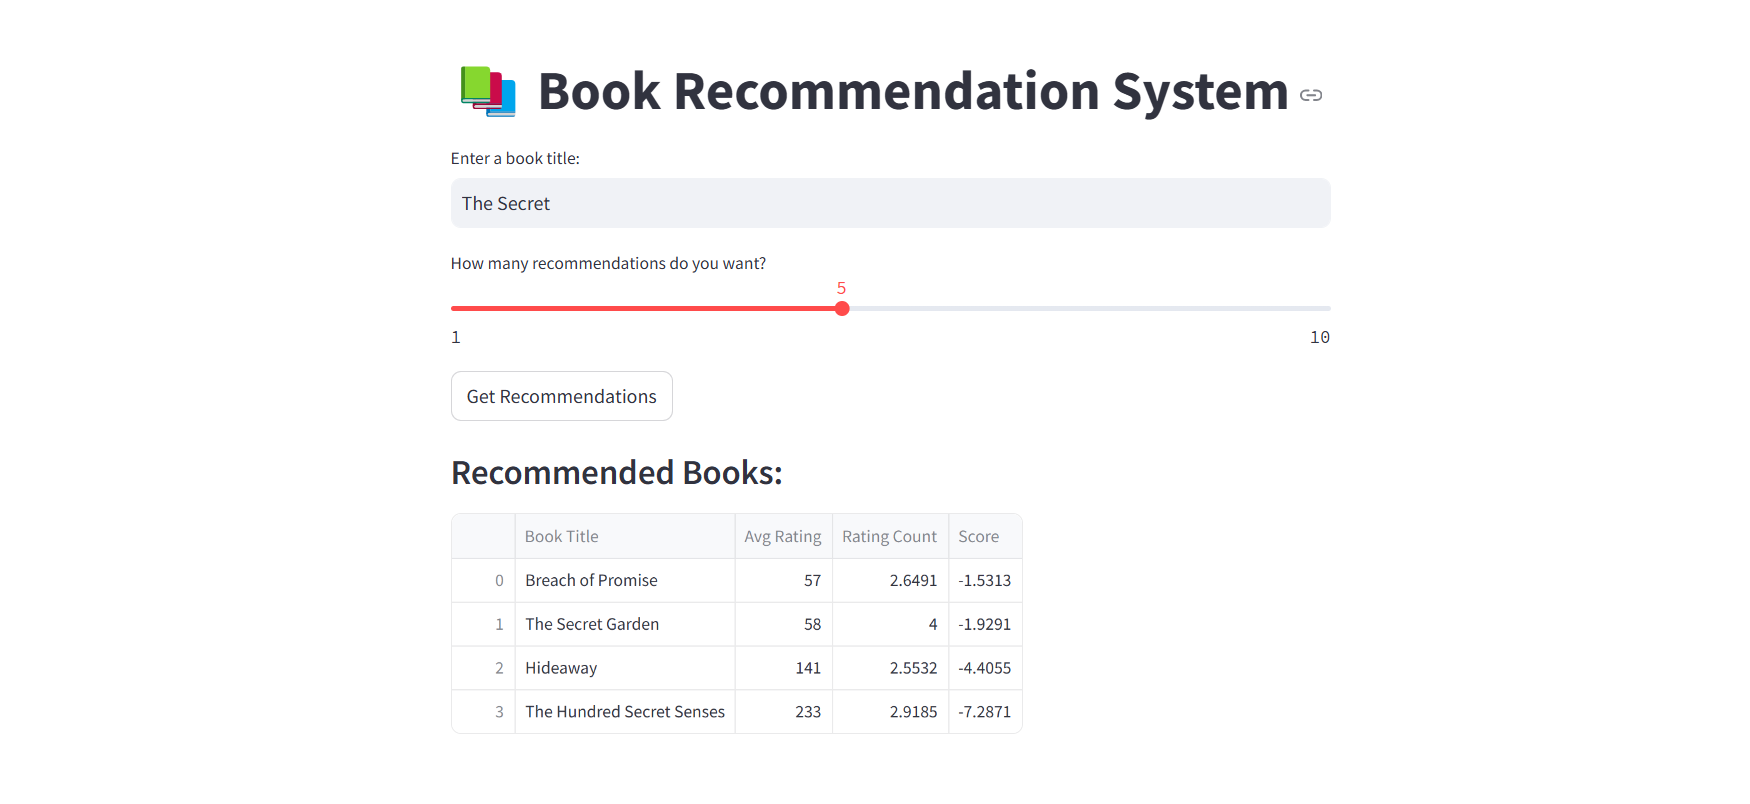 Book Recommendation System
Enter a book title:
The Secret
How many recommendations do you want?
5
1 10
Get Recommendations
Recommended Books:
Book Title Avg Rating Rating Count Score
0 Breach of Promise 57 2.6491 -1.5313
1 The Secret Garden 58 4 -1.9291
2 Hideaway 141 2.5532 -4.4055
3 The Hundred Secret Senses 233 2.9185 -7.2871